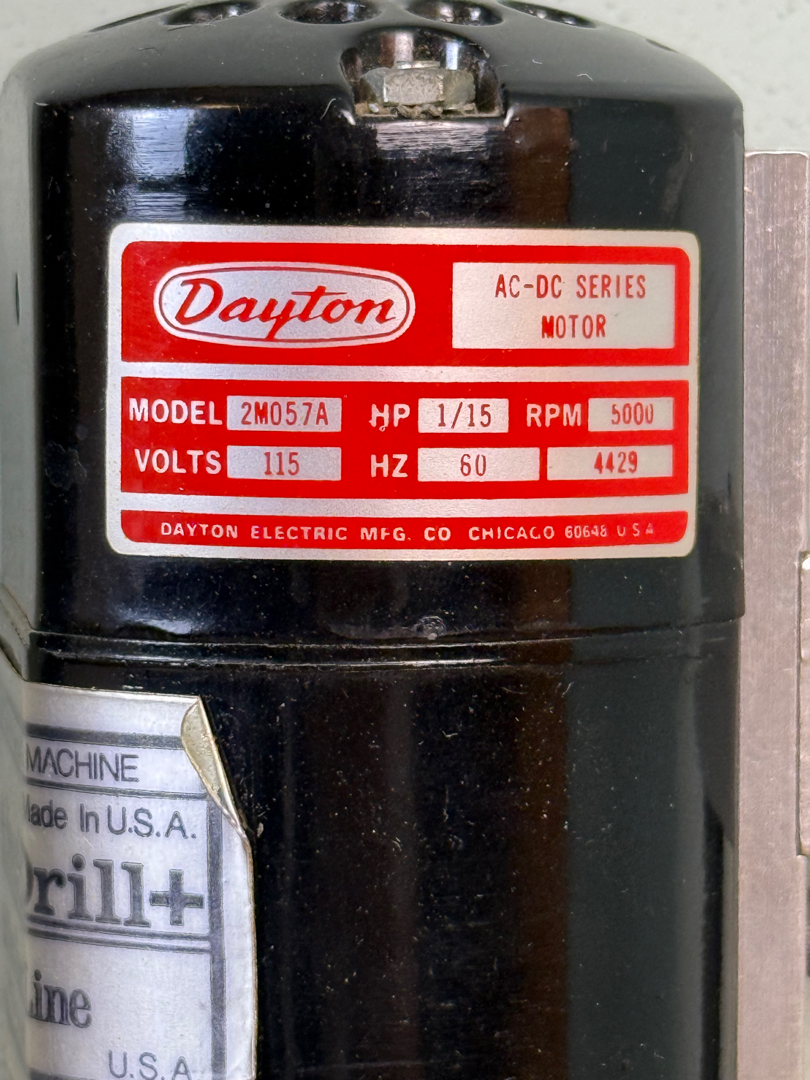 Dayton
AC-DC SERIES
MOTOR
MODEL 2M057A HP 1/15 RPM 5000
VOLTS 115 HZ 60 4429
DAYTON ELECTRIC MFG. CO CHICAGO 60648 U S A
MACHINE
Made In U.S.A.
Drill+
Line
U.S.A